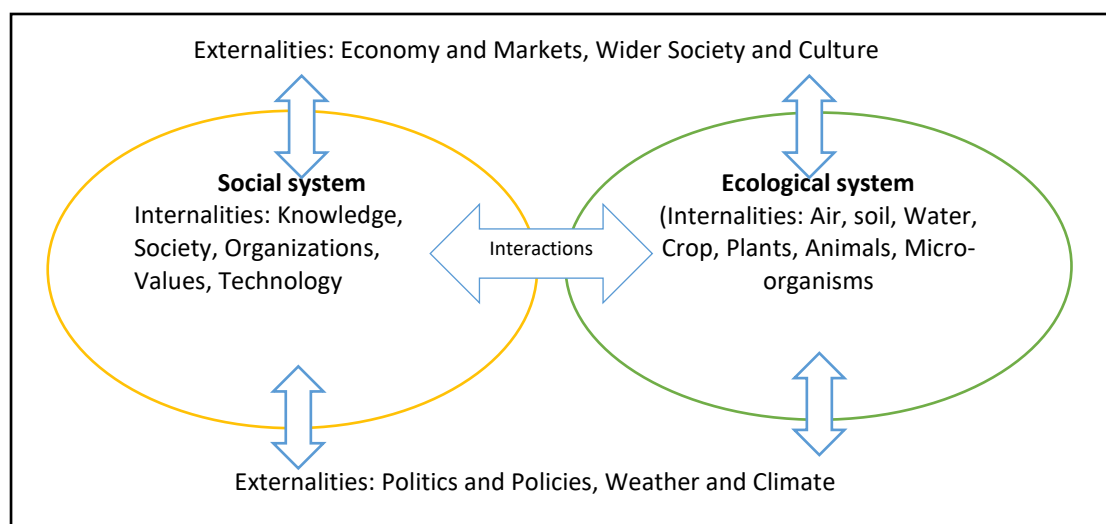 Externalities: Economy and Markets, Wider Society and Culture
Social system
Internalities: Knowledge,
Society, Organizations,
Values, Technology
Interactions
Ecological system
(Internalities: Air, soil, Water,
Crop, Plants, Animals, Micro-
organisms
Externalities: Politics and Policies, Weather and Climate